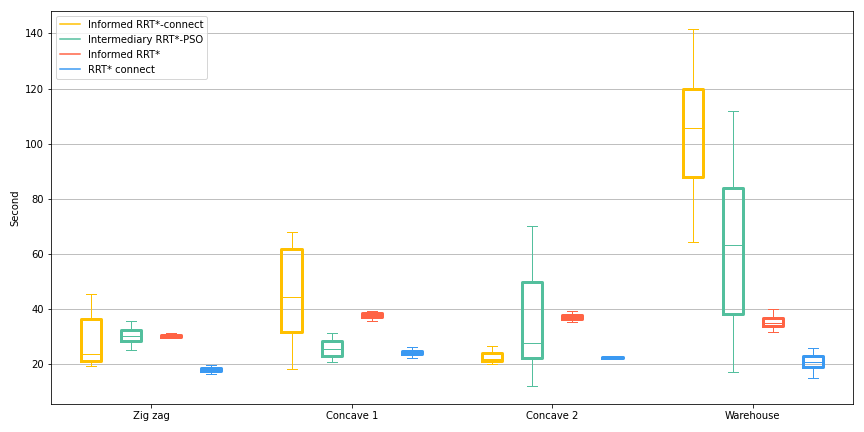 Informed RRT*-connect
Intermediary RRT*-PSO
Informed RRT*
RRT* connect
Second
140
120
100
80
60
40
20
Zig zag
Concave 1
Concave 2
Warehouse